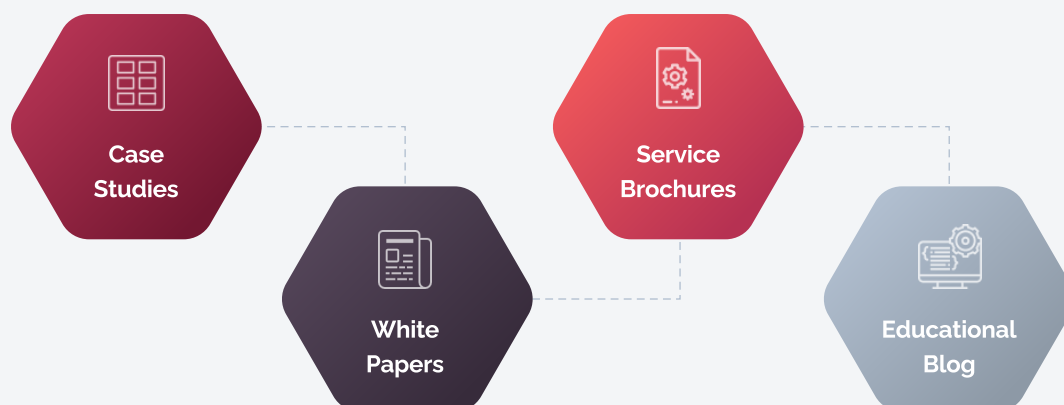 Case
Studies
White
Papers
Service
Brochures
Educational
Blog